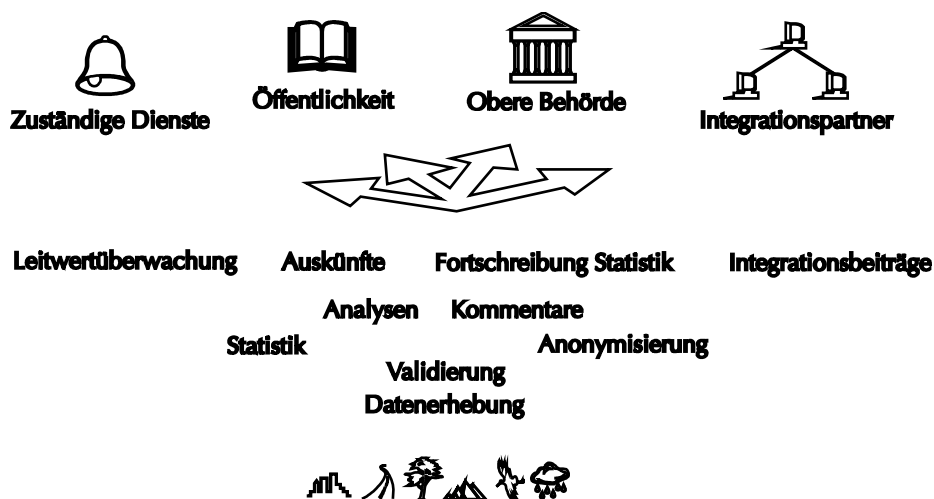 Zuständige Dienste
Öffentlichkeit
Obere Behörde
Integrationspartner
Leitwertüberwachung
Auskünfte
Fortschreibung Statistik
Integrationsbeiträge
Analysen
Kommentare
Statistik
Anonymisierung
Validierung
Datenerhebung